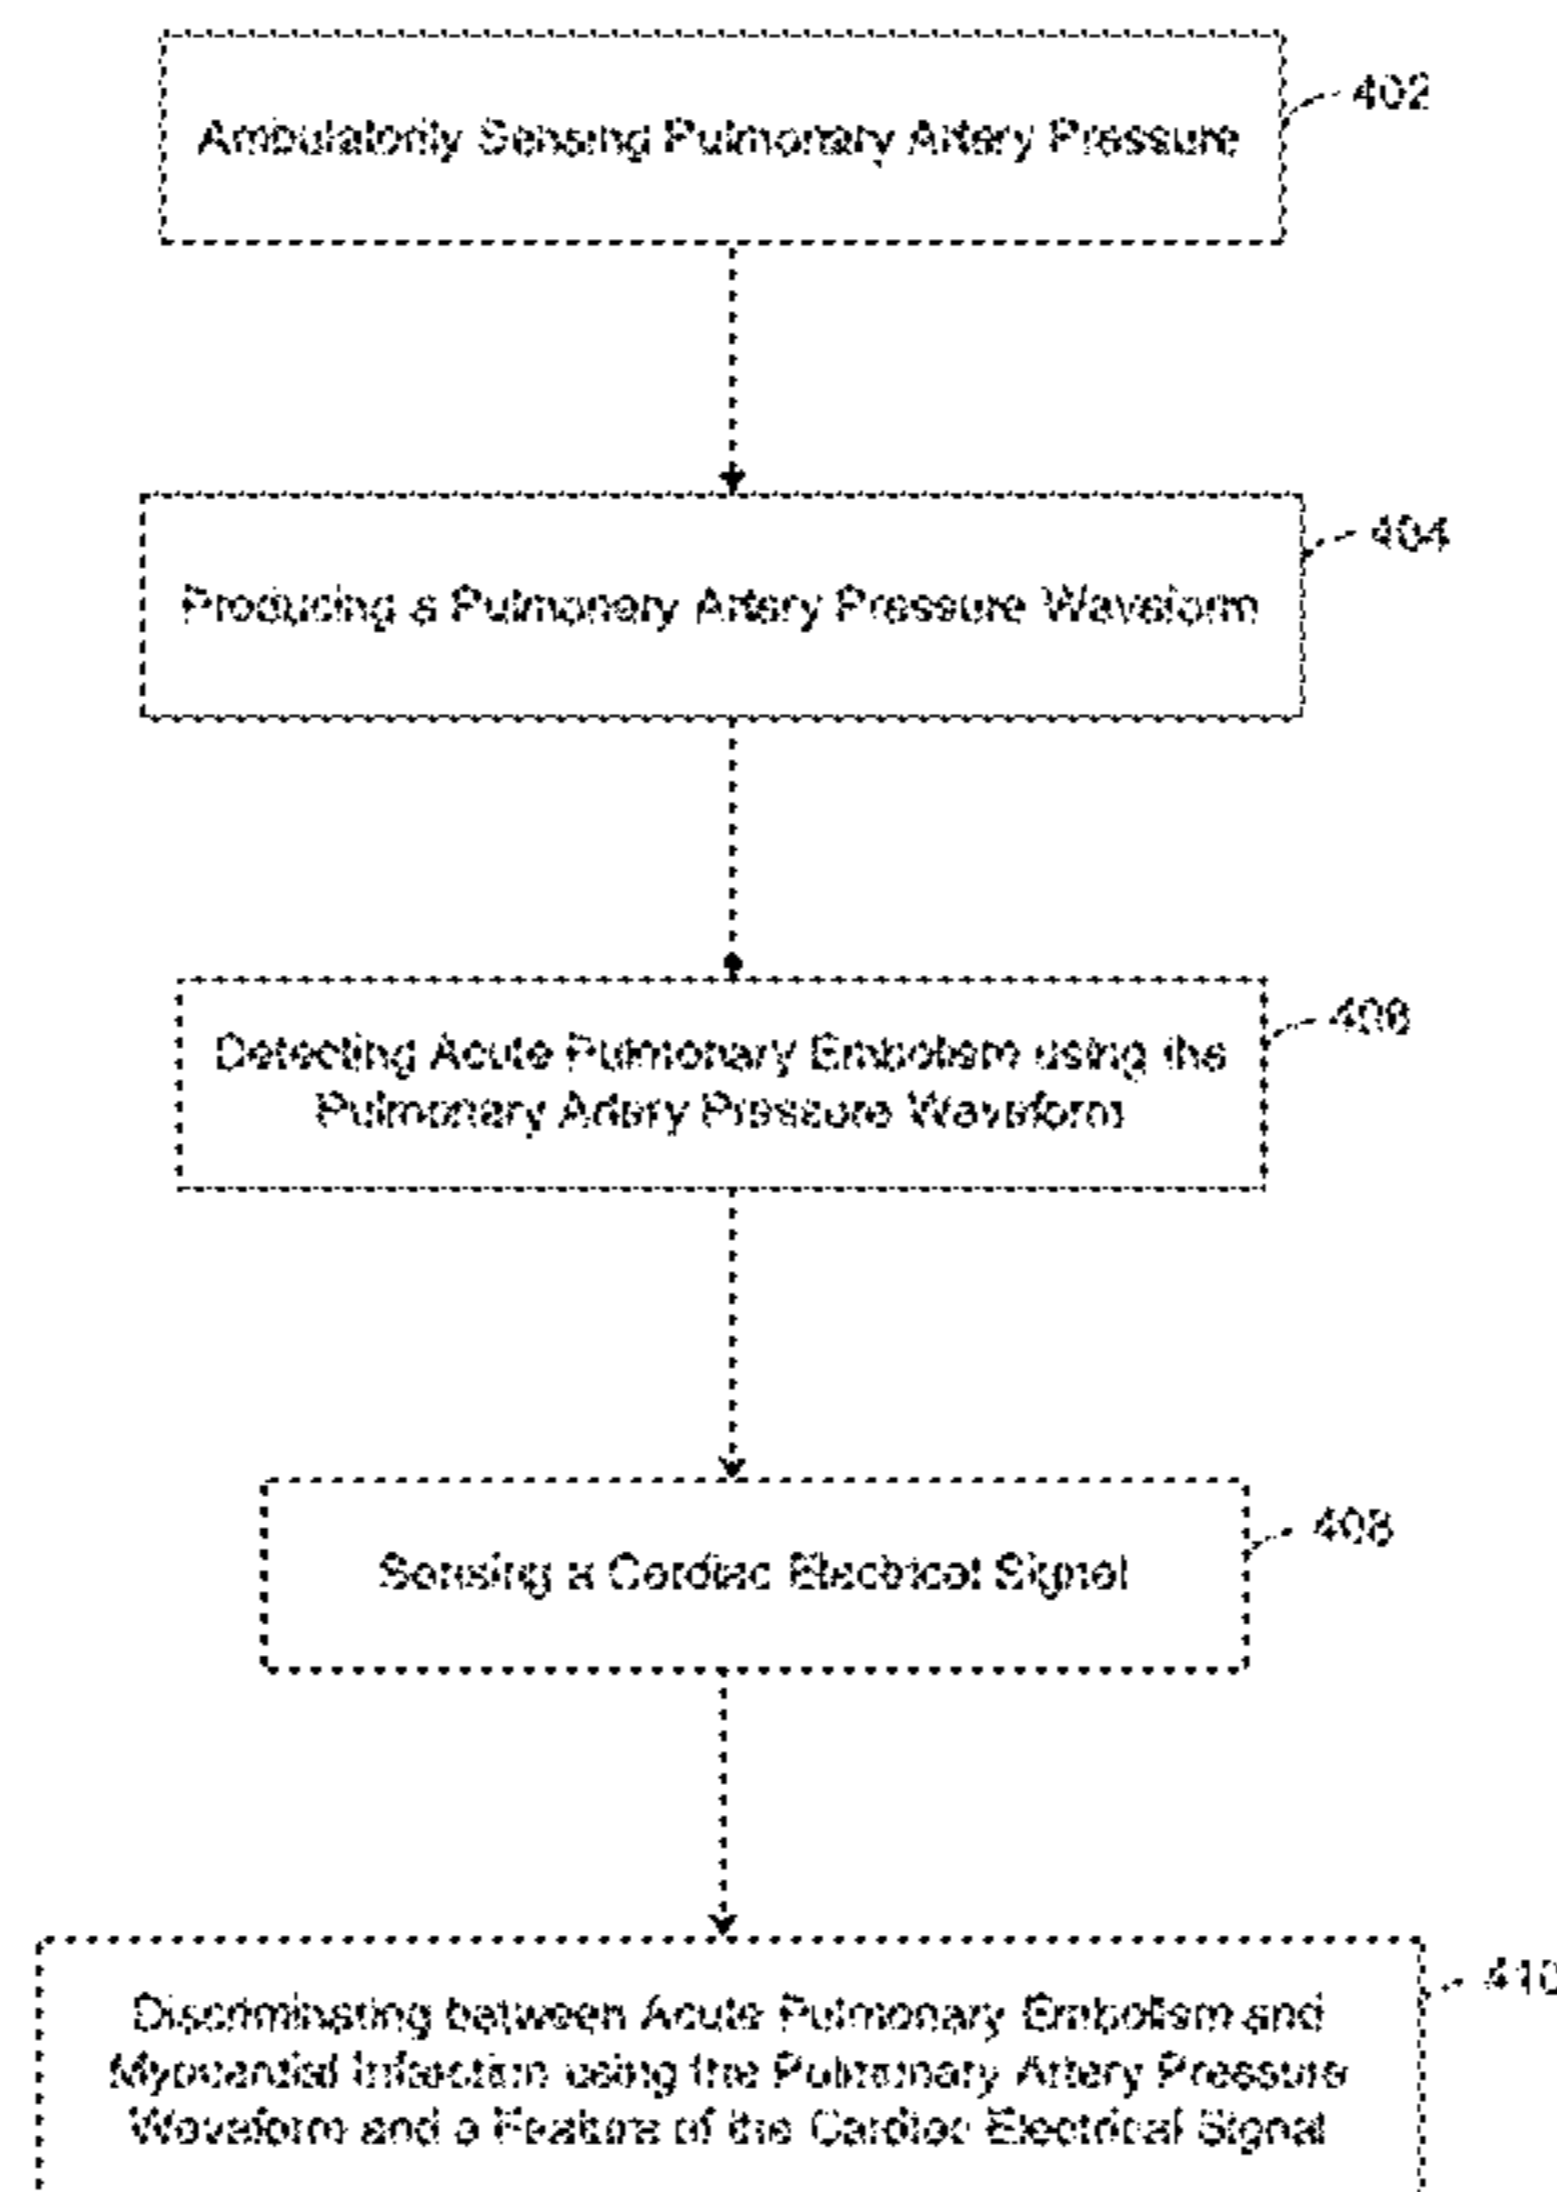 Ambulatorily Sensing Pulmonary Artery Pressure
402
Producing a Pulmonary Artery Pressure Waveform
404
Detecting Acute Pulmonary Embolism using the
Pulmonary Artery Pressure Waveform
406
Sensing a Cardiac Electrical Signal
408
Discriminating between Acute Pulmonary Embolism and
Myocardial Infarction using the Pulmonary Artery Pressure
Waveform and a Feature of the Cardiac Electrical Signal
410